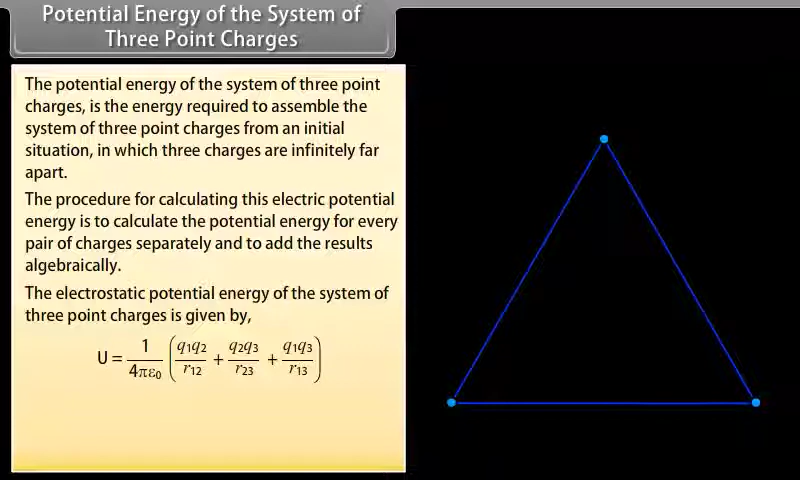 Potential Energy of the System of
Three Point Charges
The potential energy of the system of three point
charges, is the energy required to assemble the
system of three point charges from an initial
situation, in which three charges are infinitely far
apart.
The procedure for calculating this electric potential
energy is to calculate the potential energy for every
pair of charges separately and to add the results
algebraically.
The electrostatic potential energy of the system of
three point charges is given by,
U = 1/4πε₀ (q₁q₂/r₁₂ + q₂q₃/r₂₃ + q₁q₃/r₁₃)